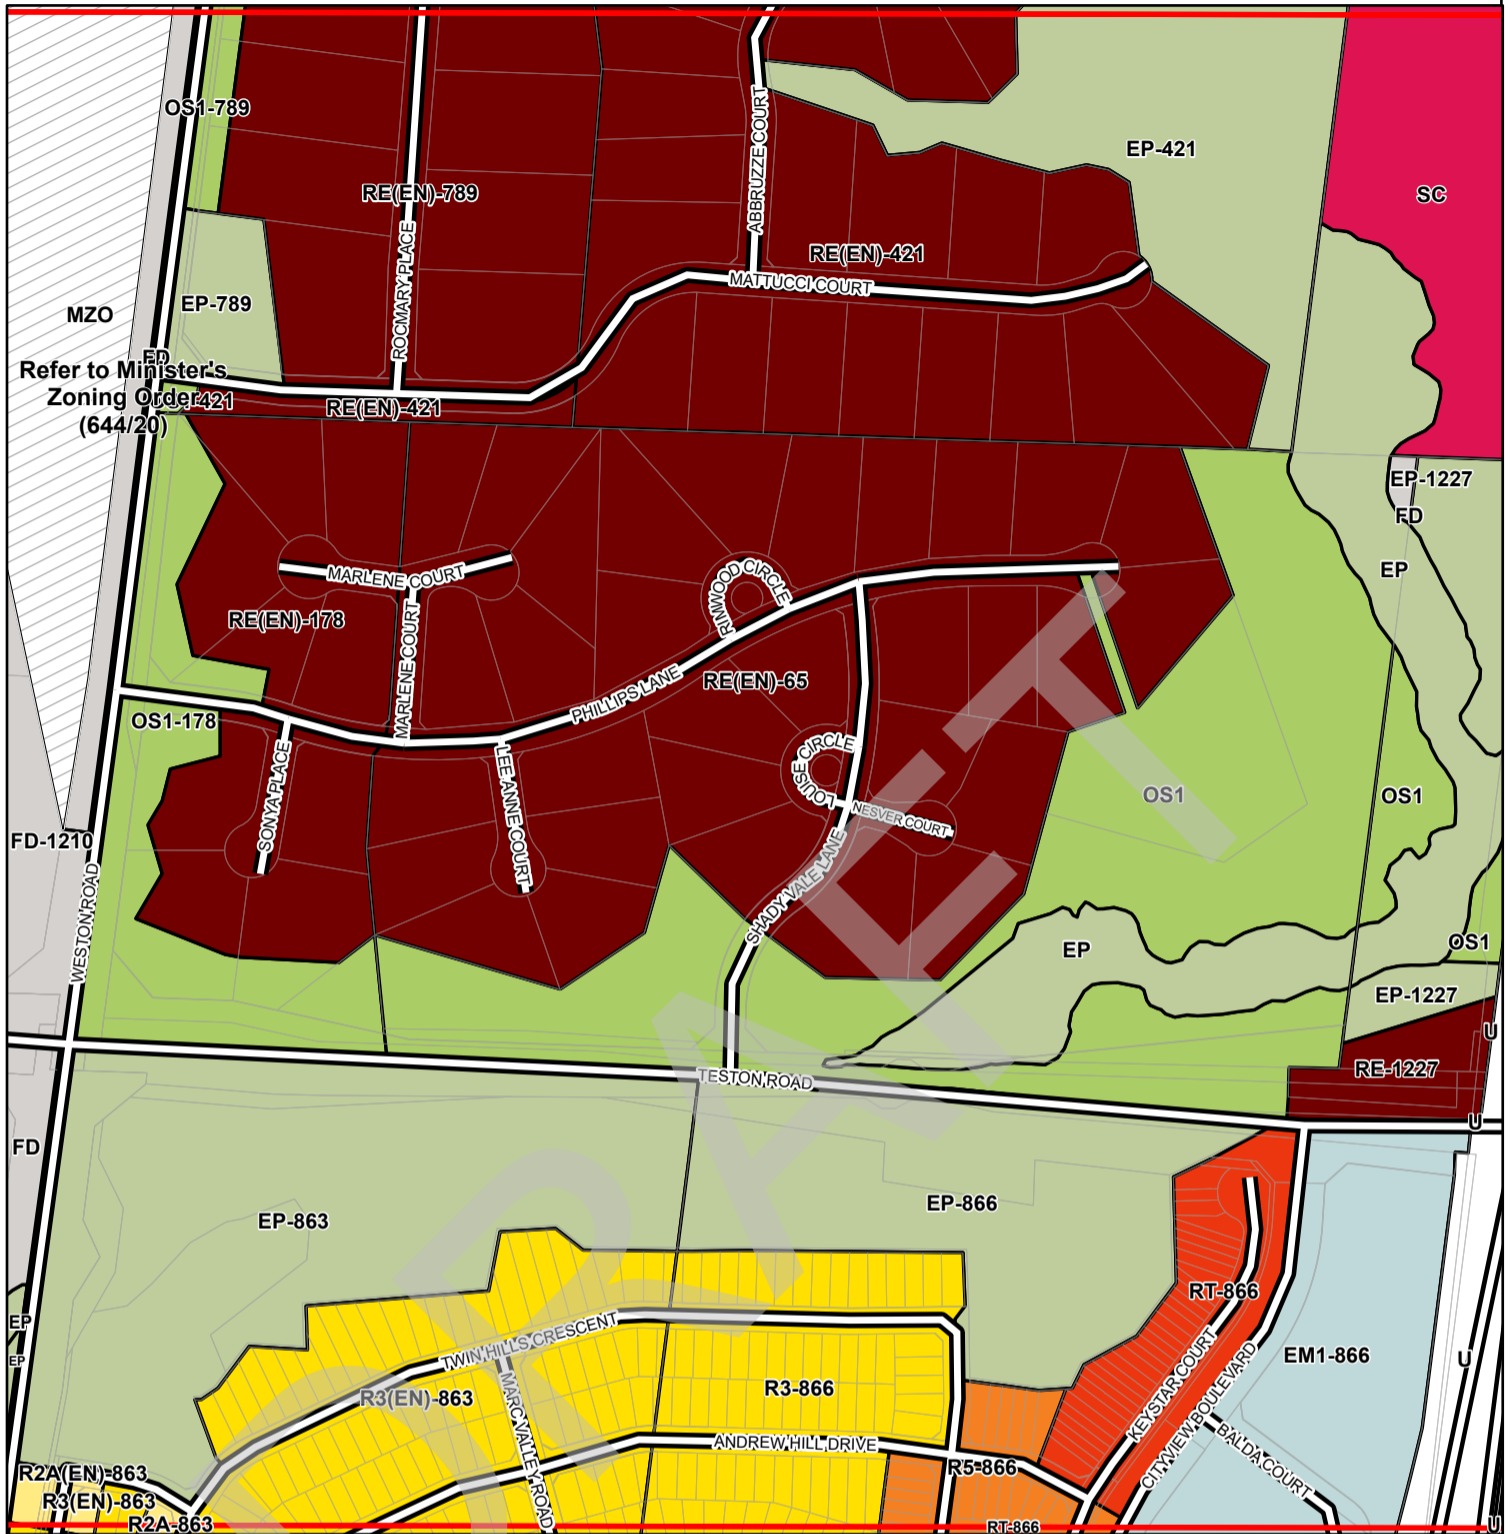 OS1-789
EP-421
RE(EN)-789
SC
ABBRUZZE COURT
RE(EN)-421
ROCMARY PLACE
MATTUCCI COURT
EP-789
MZO
FD
Refer to Minister's
Zoning Order
421
(644/20)
RE(EN)-421
EP-1227
FD
EP
MARLENE COURT
RIMWOOD CIRCLE
RE(EN)-178
MARLENE COURT
RE(EN)-65
PHILLIPS LANE
OS1-178
SONYA PLACE
LEE ANNE COURT
LOUISE CIRCLE
NESVER COURT
OS1
OS1
FD-1210
SHADY VALE LANE
WESTON ROAD
EP
OS1
EP-1227
U
RE-1227
TESTON ROAD
U
FD
DRAFT
EP-863
EP-866
RT-866
EP
TWIN HILLS CRESCENT
EM1-866
U
EP
KEYSTAR COURT
R3-866
R3(EN)-863
MARC VALLEY ROAD
CITYVIEW BOULEVARD
ANDREW HILL DRIVE
BALDA COURT
R5-866
R2A(EN)-863
R3(EN)-863
R2A-863
RT-866
U